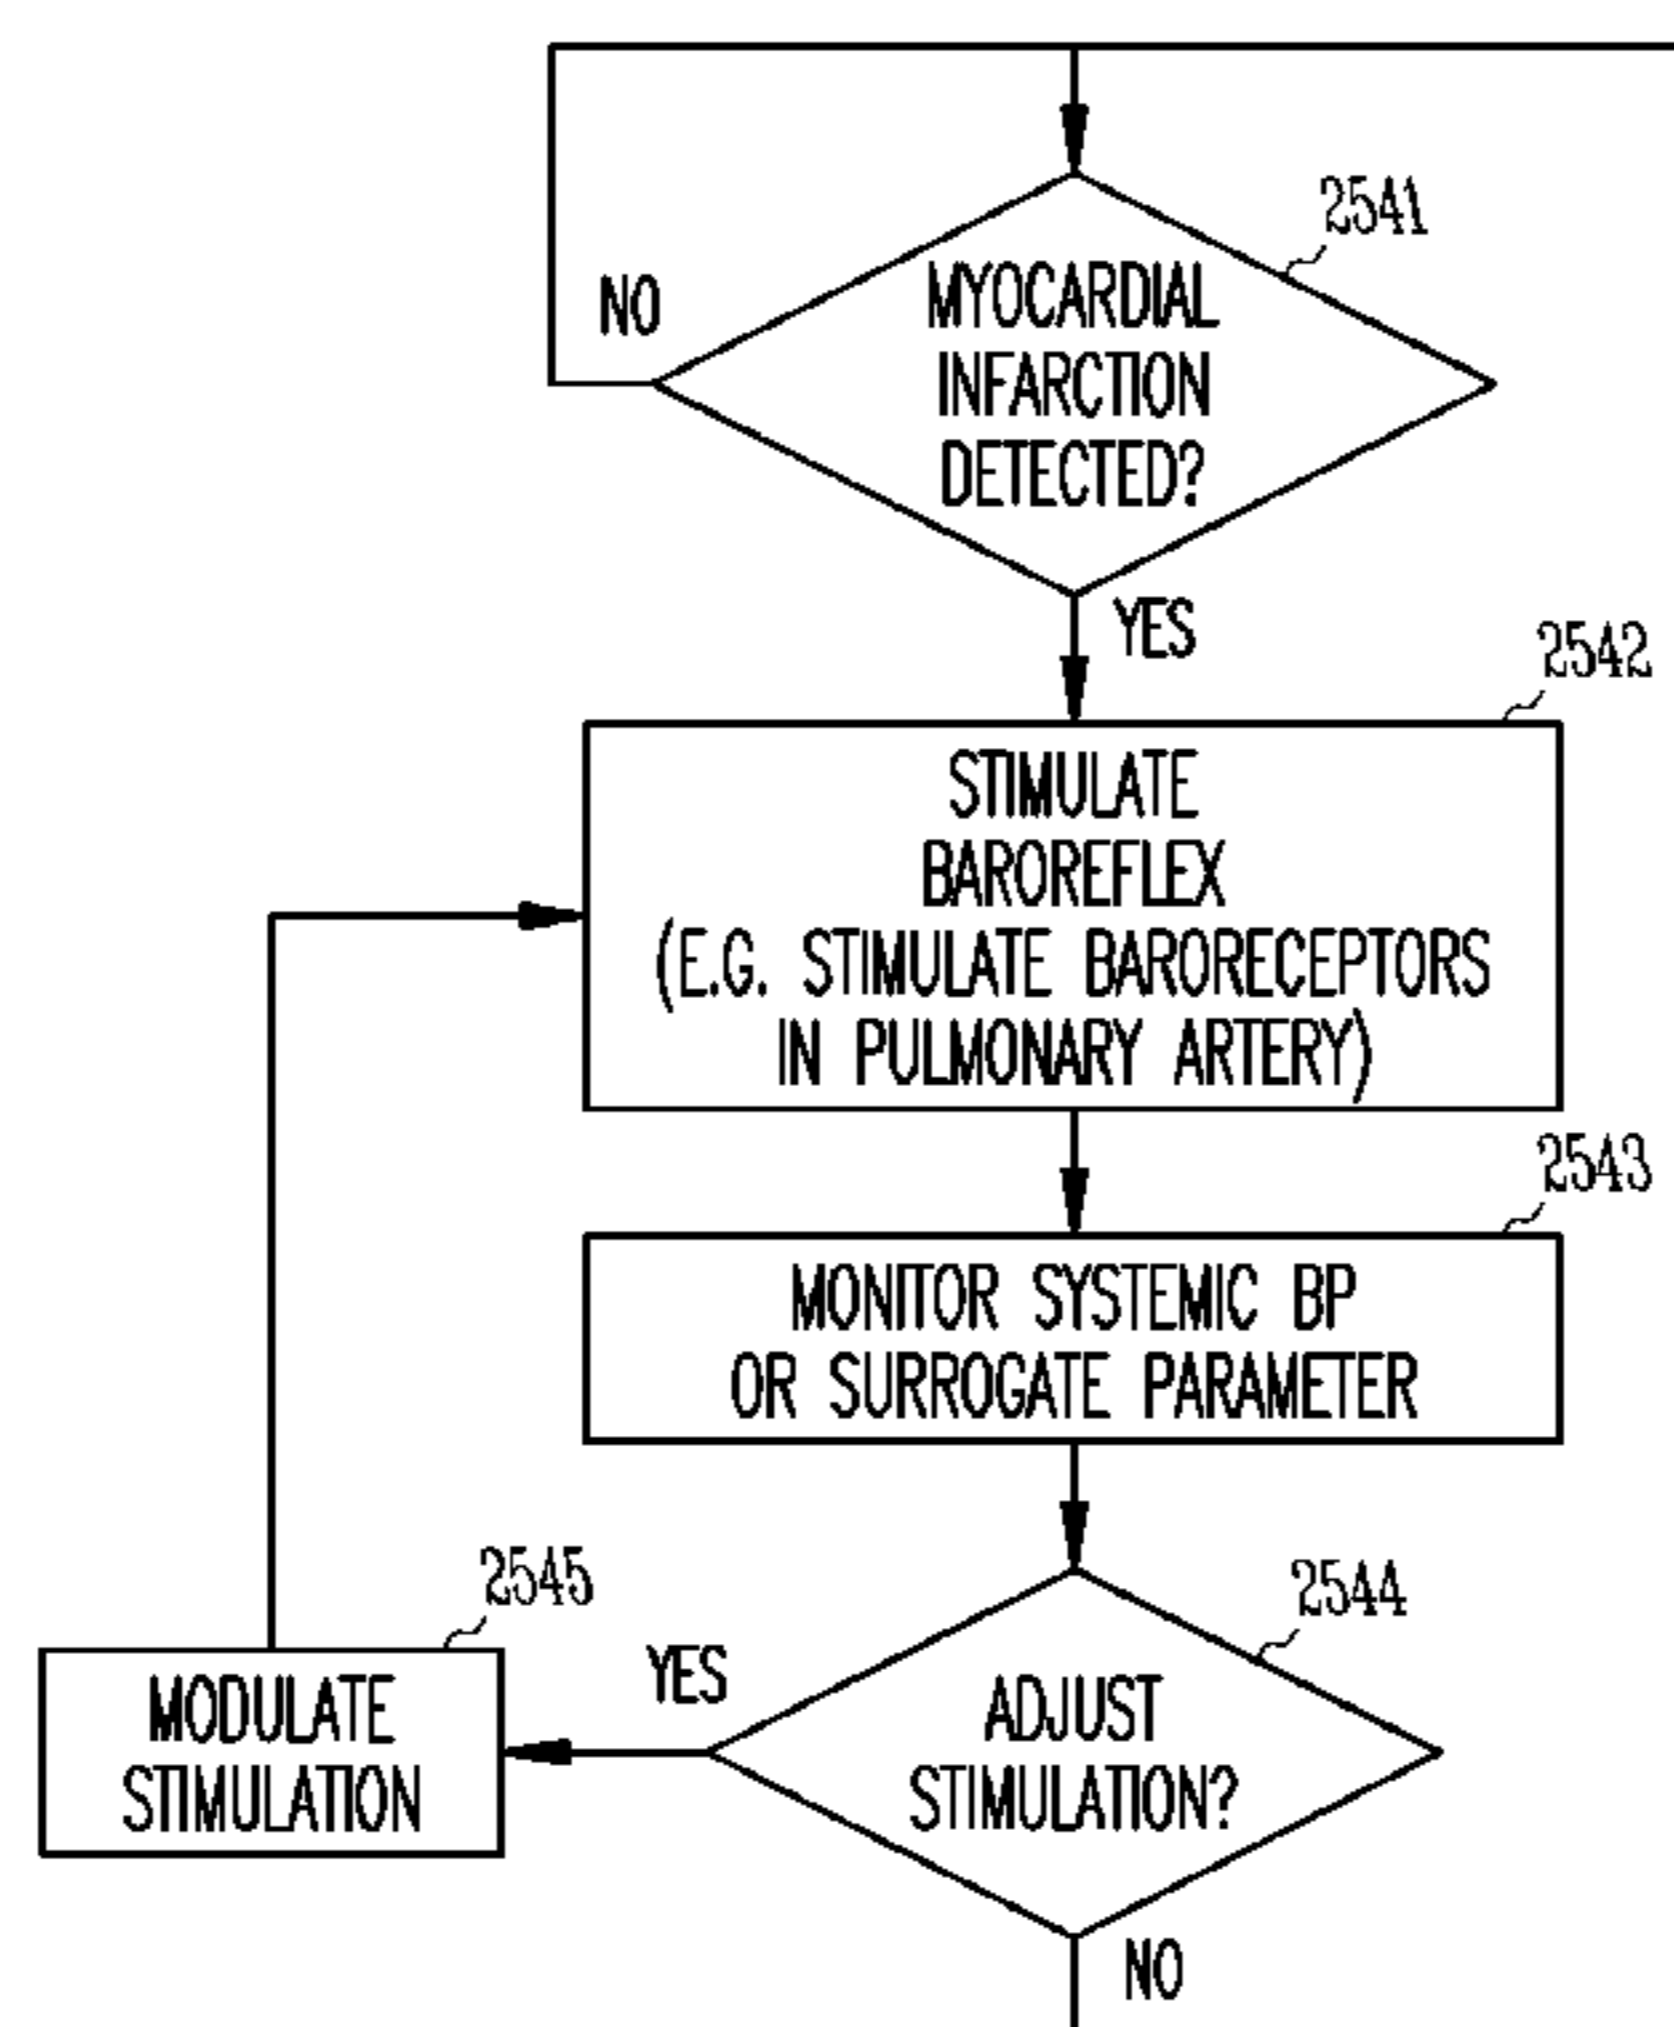 2541
MYOCARDIAL
INFARCTION
DETECTED?
NO
YES
2542
STIMULATE
BAROREFLEX
(E.G. STIMULATE BARORECEPTORS
IN PULMONARY ARTERY)
2543
MONITOR SYSTEMIC BP
OR SURROGATE PARAMETER
2544
ADJUST
STIMULATION?
YES
2545
MODULATE
STIMULATION
NO